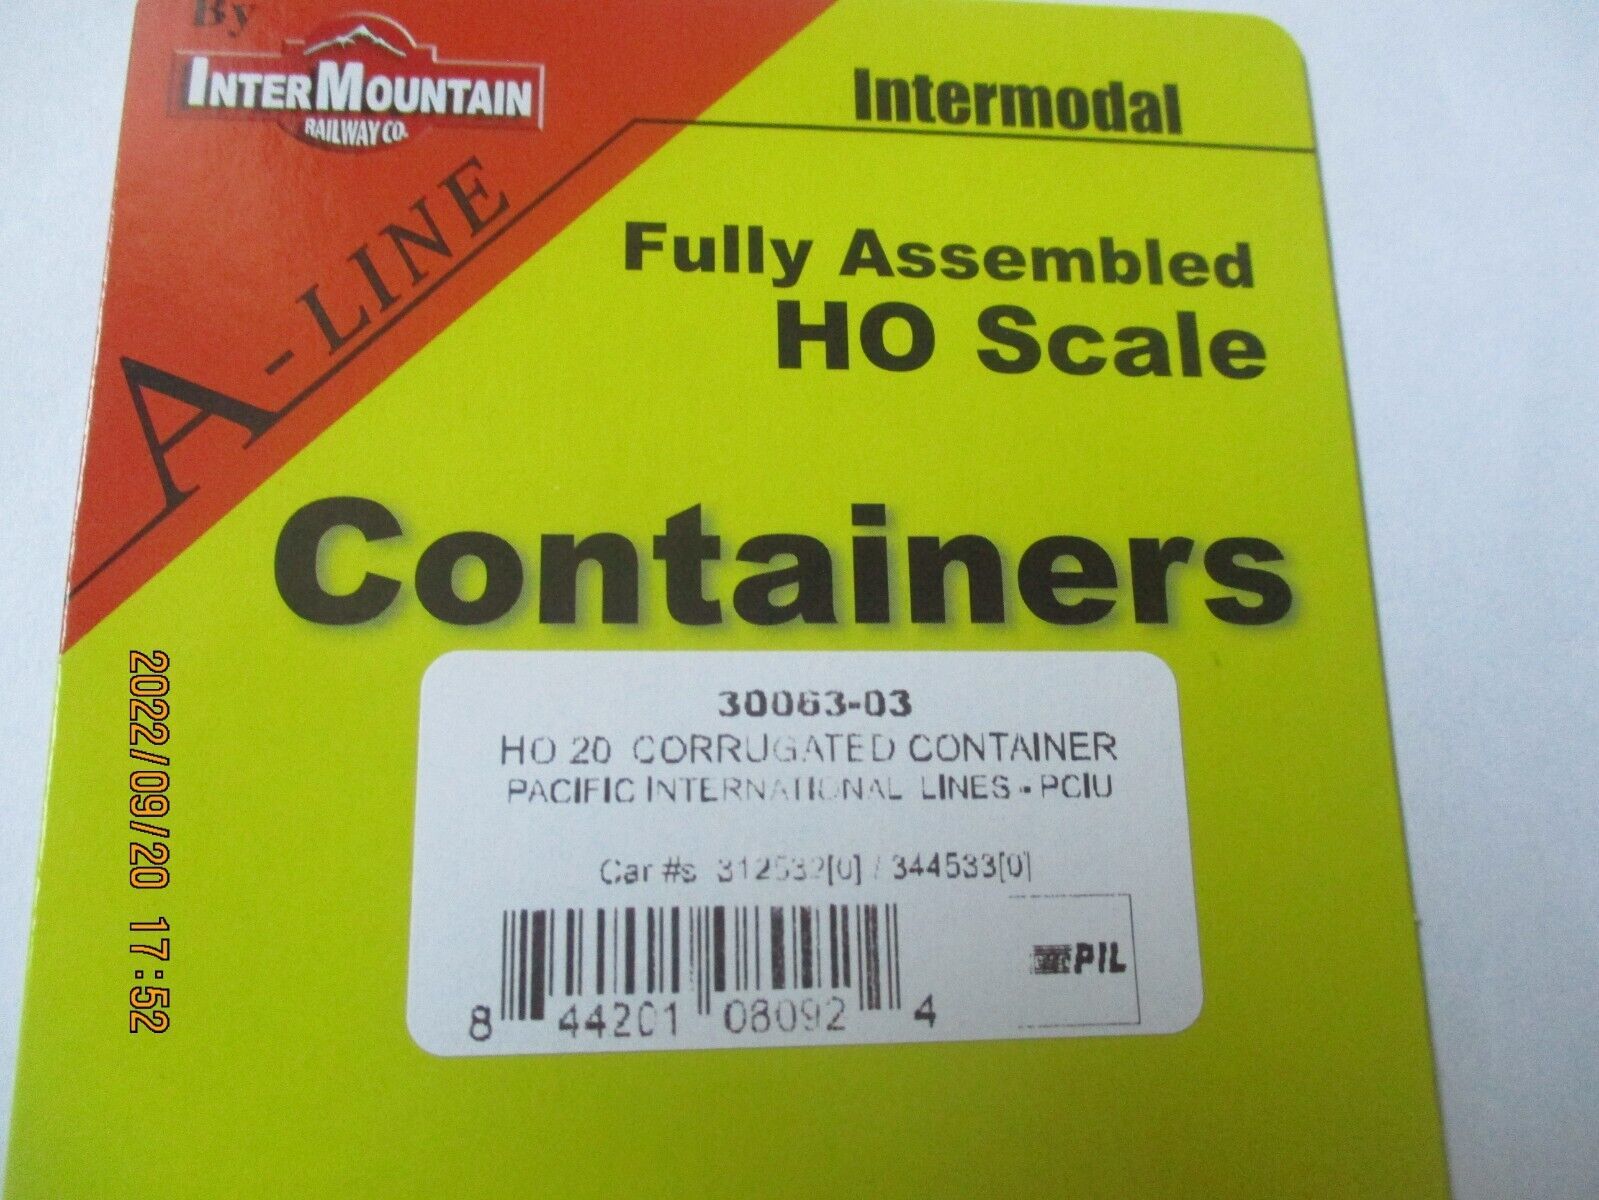 By
INTERMOUNTAIN
RAILWAY CO.
A-LINE
Intermodal
Fully Assembled
HO Scale
Containers
30063-03
HO 20 CORRUGATED CONTAINER
PACIFIC INTERNATIONAL LINES - PCIU
Car #s 312532[0] / 344533[0]
PIL
8 44201 08092 4
2022/09/20 17:52